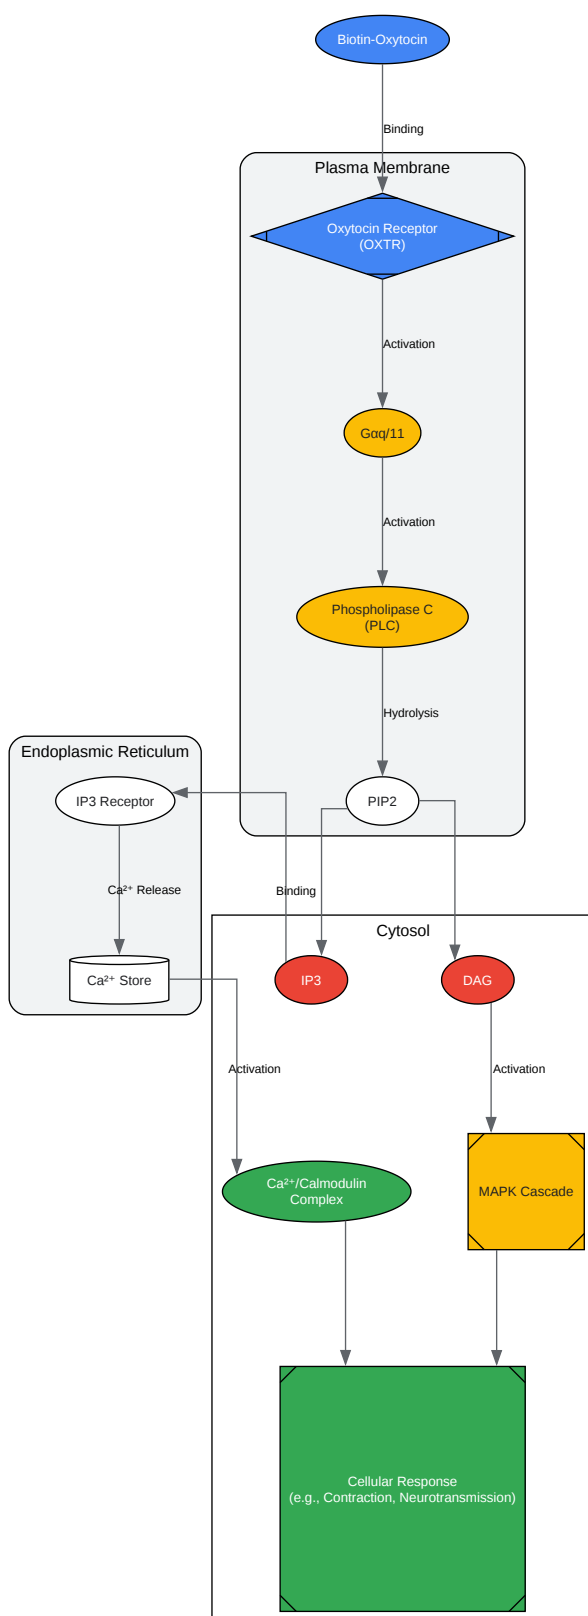 Biotin-Oxytocin
Binding
Plasma Membrane
Oxytocin Receptor
(OXTR)
Activation
Gαq/11
Activation
Phospholipase C
(PLC)
Hydrolysis
Endoplasmic Reticulum
IP3 Receptor
PIP2
Ca²⁺ Release
Binding
Cytosol
Ca²⁺ Store
IP3
DAG
Activation
Activation
Ca²⁺/Calmodulin
Complex
MAPK Cascade
Cellular Response
(e.g., Contraction, Neurotransmission)